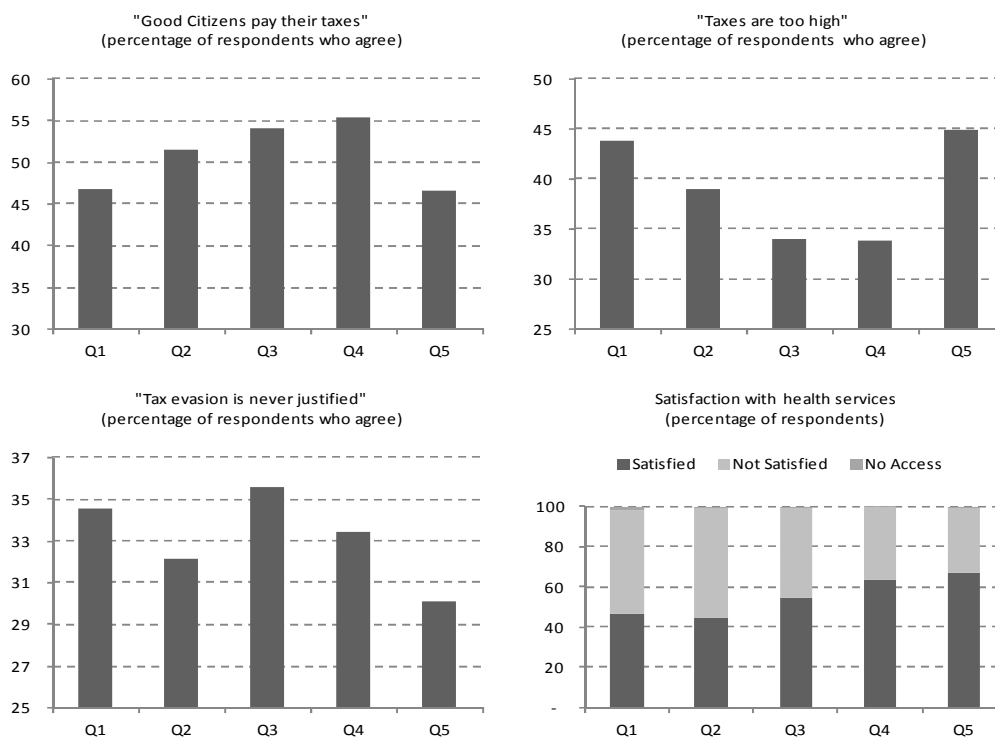 "Good Citizens pay their taxes"
(percentage of respondents who agree)
60
55
50
45
40
35
30
Q1 Q2 Q3 Q4 Q5
"Taxes are too high"
(percentage of respondents who agree)
50
45
40
35
30
25
Q1 Q2 Q3 Q4 Q5
"Tax evasion is never justified"
(percentage of respondents who agree)
37
35
33
31
29
27
25
Q1 Q2 Q3 Q4 Q5
Satisfaction with health services
(percentage of respondents)
Satisfied Not Satisfied No Access
100
80
60
40
20
-
Q1 Q2 Q3 Q4 Q5